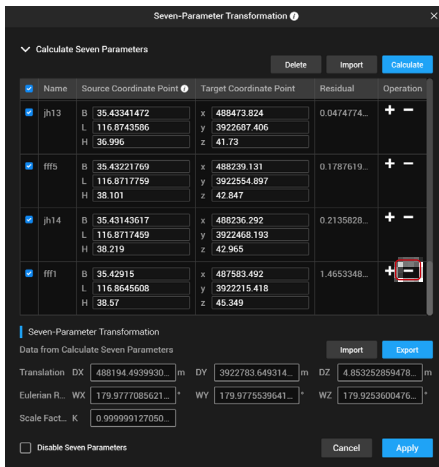 Seven-Parameter Transformation
Calculate Seven Parameters
Delete Import Calculate
Name Source Coordinate Point Target Coordinate Point Residual Operation
jh13 B 35.43341472 x 488473.824 0.0474774...
L 116.8743586 y 3922687.406
H 36.996 z 41.73
fff5 B 35.43221769 x 488239.131 0.1787619...
L 116.8717759 y 3922554.897
H 38.101 z 42.847
jh14 B 35.43143617 x 488236.292 0.2135828...
L 116.8717459 y 3922468.193
H 38.219 z 42.965
fff1 B 35.42915 x 487583.492 1.4653348...
L 116.8645608 y 3922215.418
H 38.57 z 45.349
Seven-Parameter Transformation
Data from Calculate Seven Parameters Import Export
Translation DX 488194.4939930... m DY 3922783.649314... m DZ 4.853252859478... m
Eulerian R... WX 179.9777085621... ° WY 179.9775539641... ° WZ 179.9253600476... °
Scale Fact... K 0.999999127050...
Disable Seven Parameters Cancel Apply